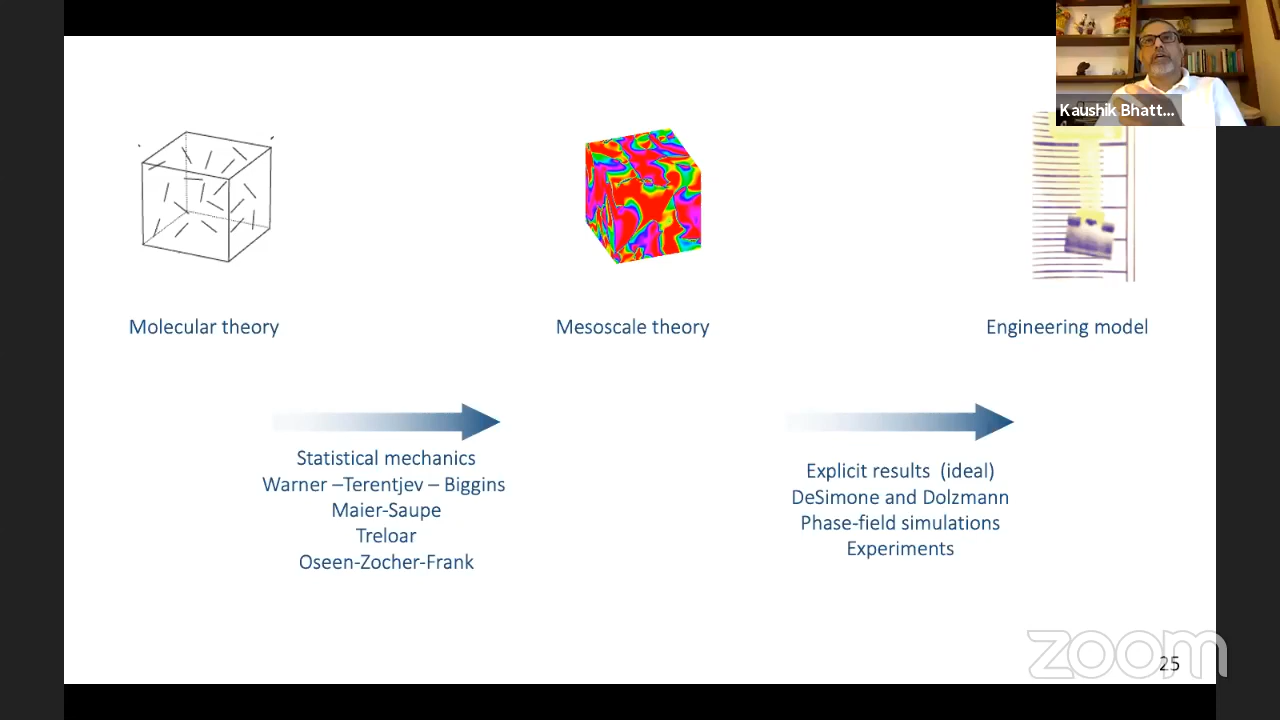 Kaushik Bhatt...
Molecular theory
Mesoscale theory
Engineering model
Statistical mechanics
Warner –Terentjev – Biggins
Maier-Saupe
Treloar
Oseen-Zocher-Frank
Explicit results (ideal)
DeSimone and Dolzmann
Phase-field simulations
Experiments
zoom
25